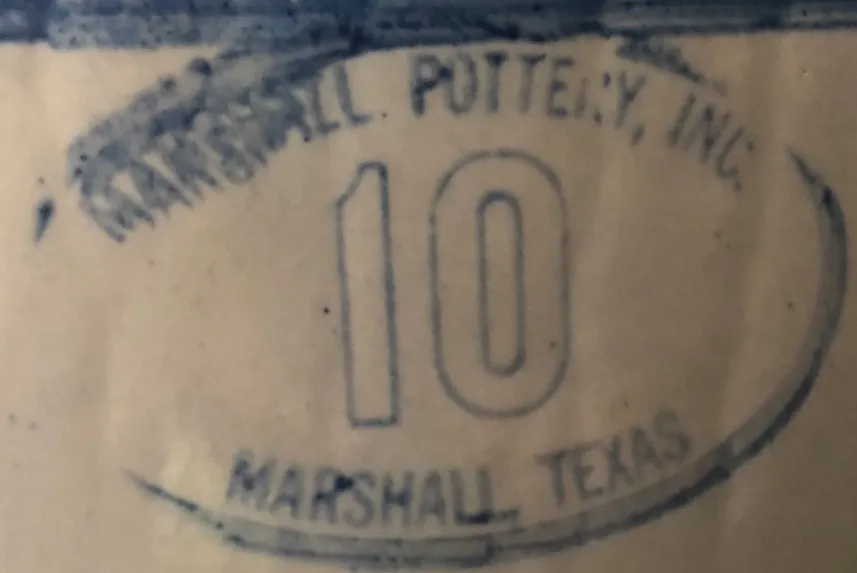 MARSHALL POTTERY, INC.
10
MARSHALL, TEXAS